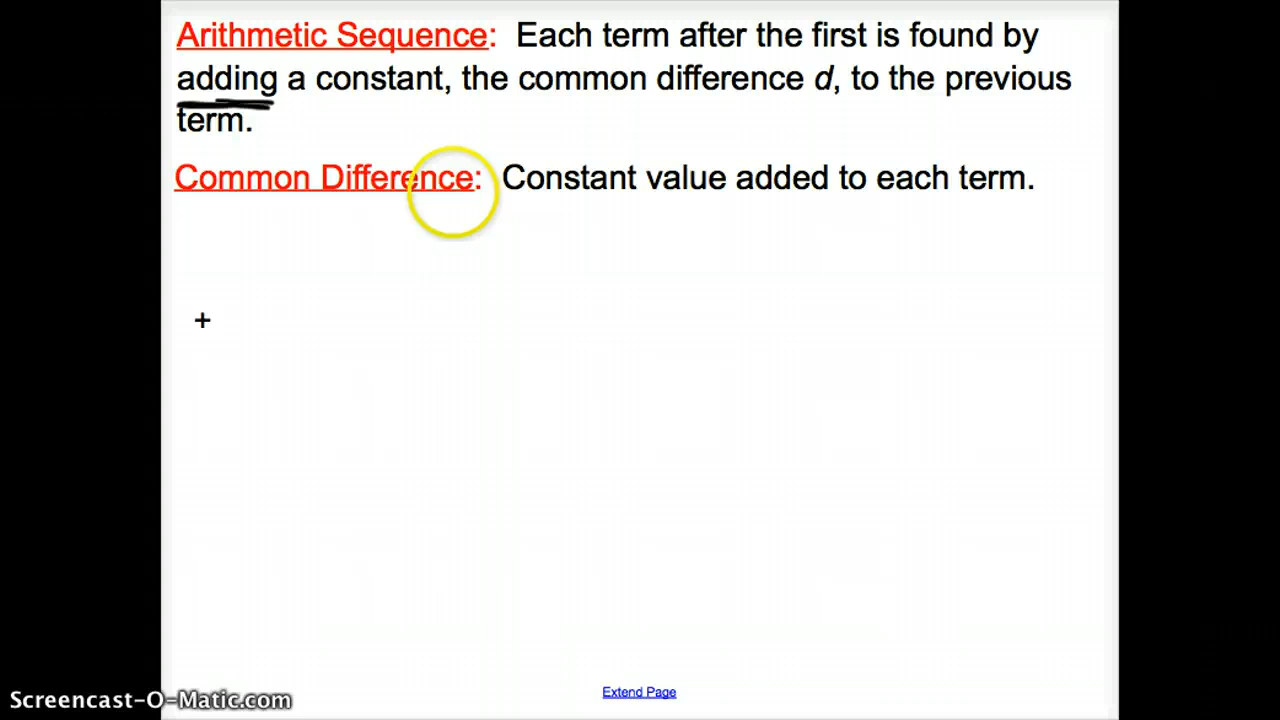 Arithmetic Sequence: Each term after the first is found by
adding a constant, the common difference d, to the previous
term.
Common Difference: Constant value added to each term.
+
Extend Page
Screencast-O-Matic.com